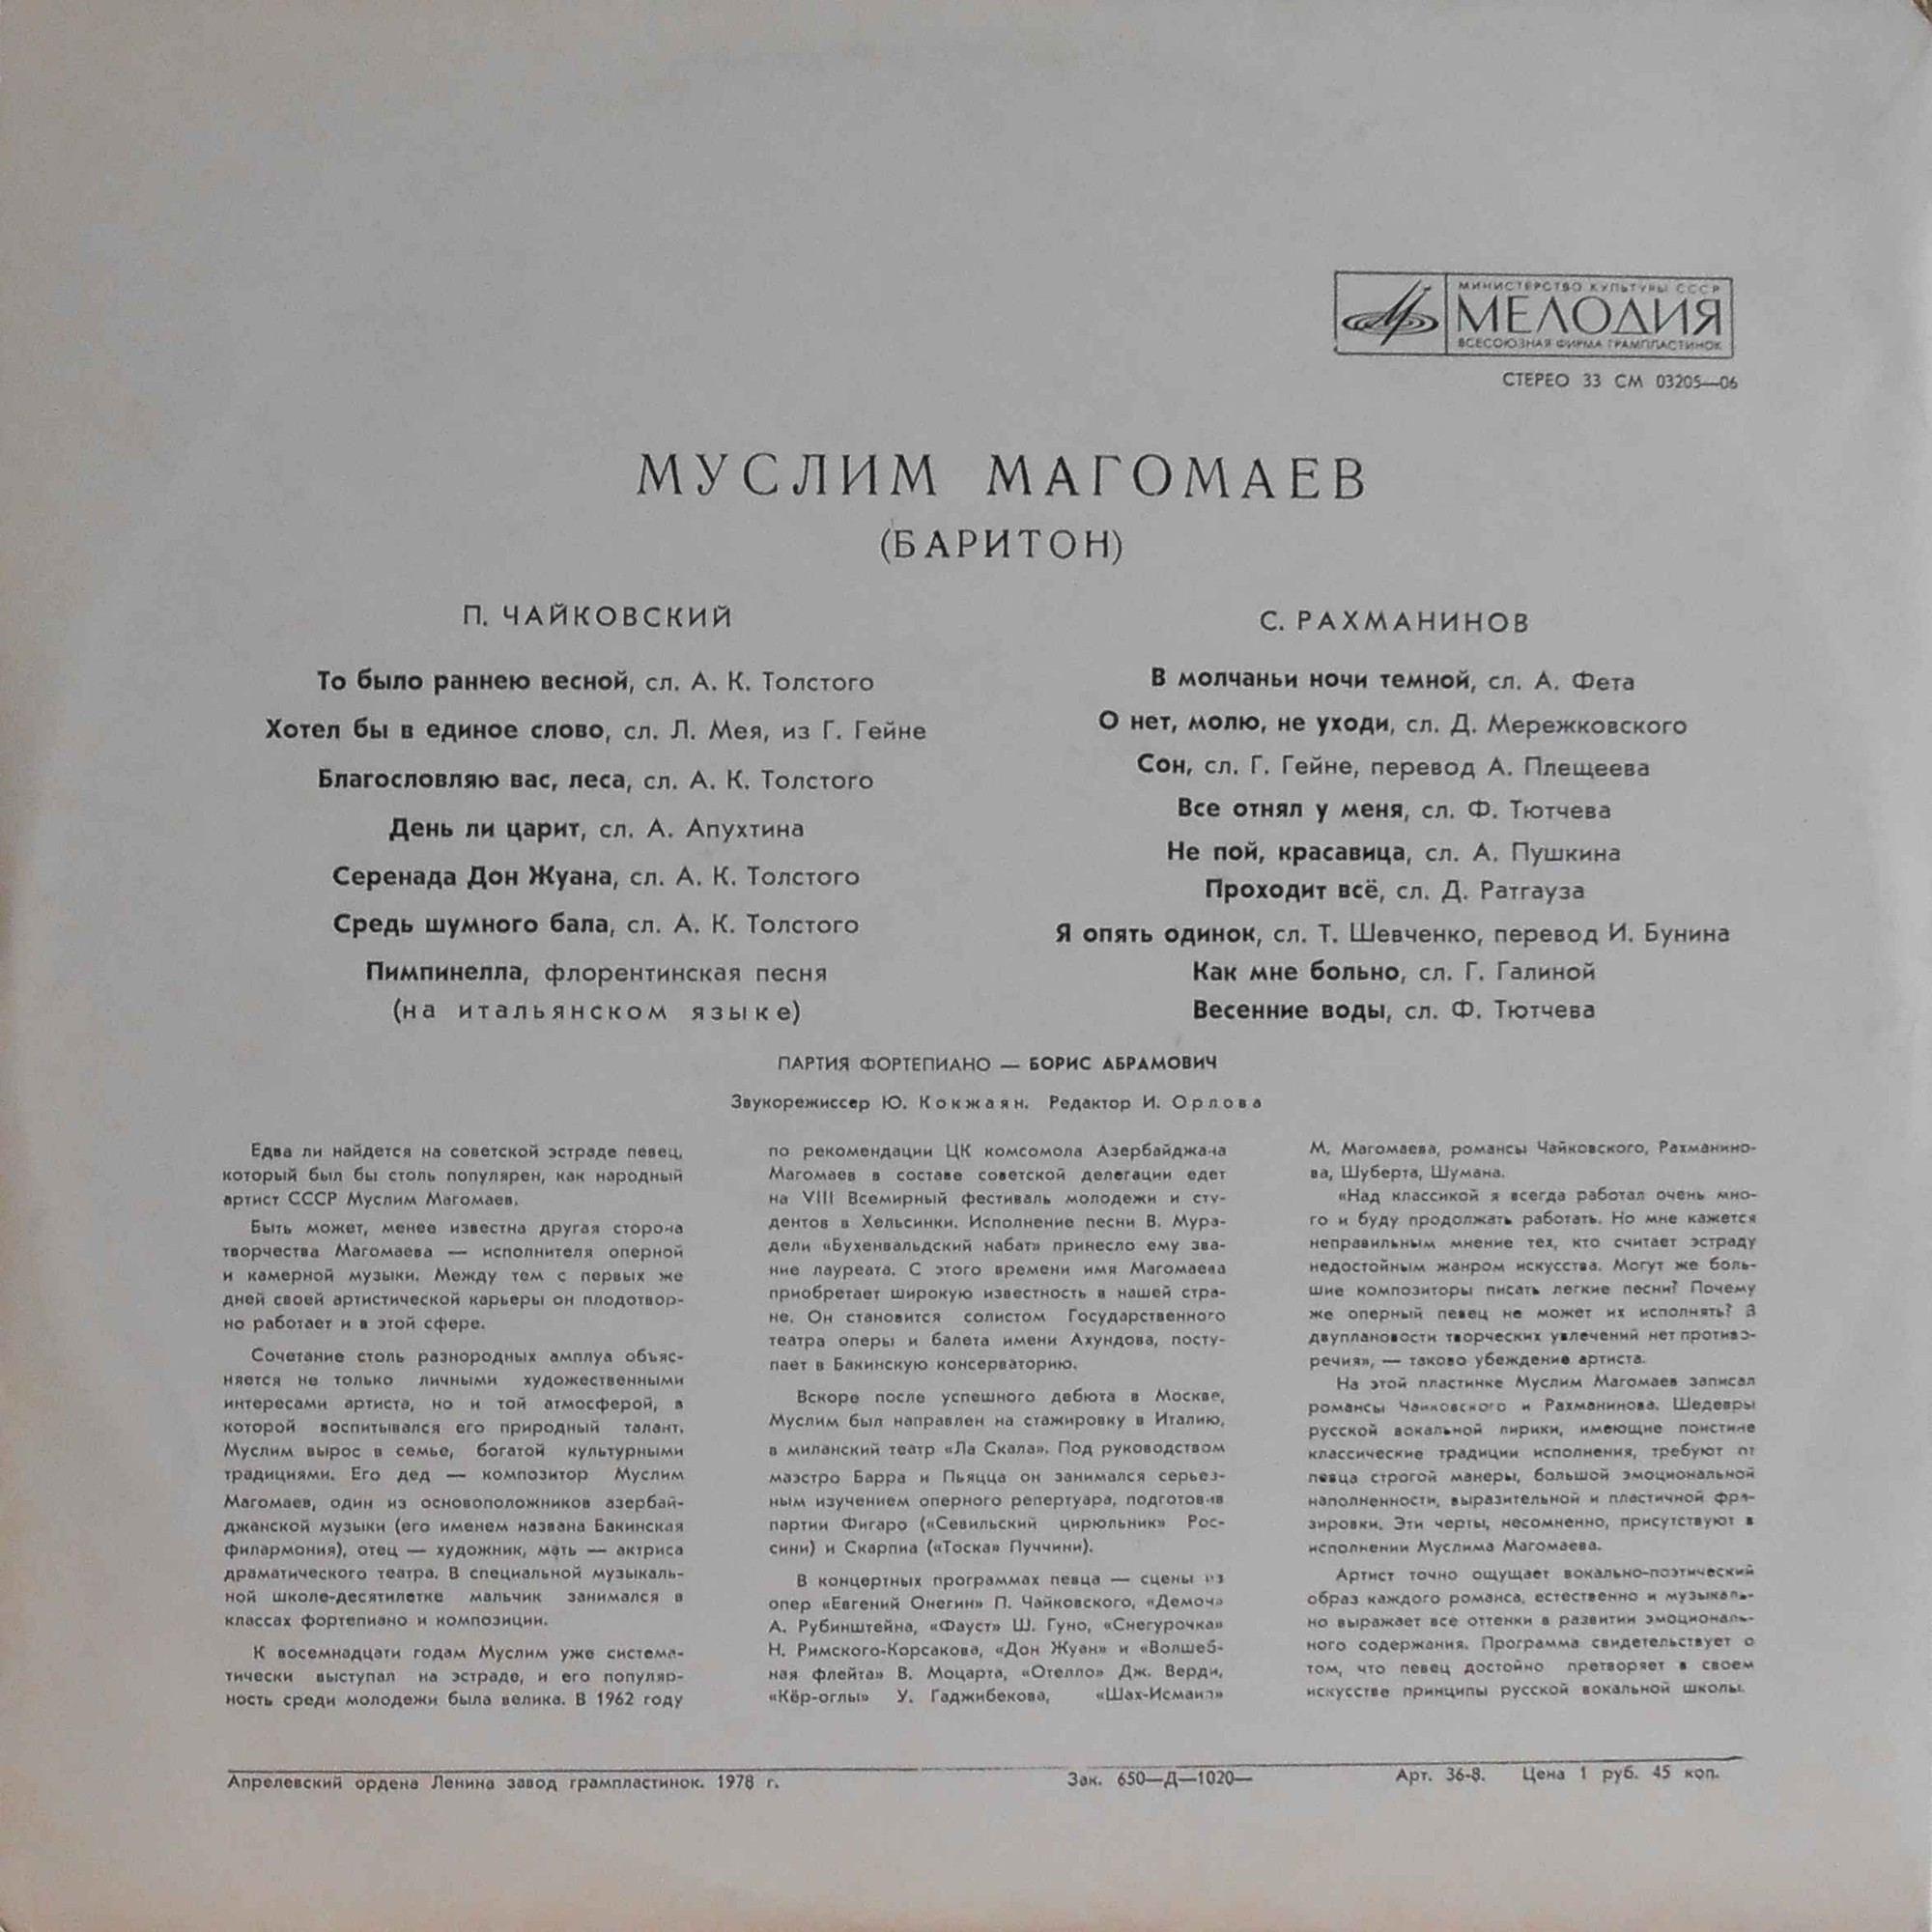 МИНИСТЕРСТВО КУЛЬТУРЫ СССР
МЕЛОДИЯ
ВСЕСОЮЗНАЯ ФИРМА ГРАМПЛАСТИНОК
СТЕРЕО 33 СМ 03205—06
МУСЛИМ МАГОМАЕВ
(БАРИТОН)
П. ЧАЙКОВСКИЙ
То было раннею весной, сл. А. К. Толстого
Хотел бы в единое слово, сл. Л. Мея, из Г. Гейне
Благословляю вас, леса, сл. А. К. Толстого
День ли царит, сл. А. Апухтина
Серенада Дон Жуана, сл. А. К. Толстого
Средь шумного бала, сл. А. К. Толстого
Пимпинелла, флорентинская песня
(на итальянском языке)
С. РАХМАНИНОВ
В молчаньи ночи темной, сл. А. Фета
О нет, молю, не уходи, сл. Д. Мережковского
Сон, сл. Г. Гейне, перевод А. Плещеева
Все отнял у меня, сл. Ф. Тютчева
Не пой, красавица, сл. А. Пушкина
Проходит всё, сл. Д. Ратгауза
Я опять одинок, сл. Т. Шевченко, перевод И. Бунина
Как мне больно, сл. Г. Галиной
Весенние воды, сл. Ф. Тютчева
ПАРТИЯ ФОРТЕПИАНО — БОРИС АБРАМОВИЧ
Звукорежиссер Ю. Кокжаян. Редактор И. Орлова
Едва ли найдется на советской эстраде певец,
который был бы столь популярен, как народный
артист СССР Муслим Магомаев.
Быть может, менее известна другая сторона
творчества Магомаева — исполнителя оперной
и камерной музыки. Между тем с первых же
дней своей артистической карьеры он плодотвор-
но работает и в этой сфере.
Сочетание столь разнородных амплуа объяс-
няется не только личными художественными
интересами артиста, но и той атмосферой, в
которой воспитывался его природный талант.
Муслим вырос в семье, богатой культурными
традициями. Его дед — композитор Муслим
Магомаев, один из основоположников азербай-
джанской музыки (его именем названа Бакинская
филармония), отец — художник, мать — актриса
драматического театра. В специальной музыкаль-
ной школе-десятилетке мальчик занимался в
классах фортепиано и композиции.
К восемнадцати годам Муслим уже система-
тически выступал на эстраде, и его популяр-
ность среди молодежи была велика. В 1962 году
по рекомендации ЦК комсомола Азербайджана
Магомаев в составе советской делегации едет
на VIII Всемирный фестиваль молодежи и сту-
дентов в Хельсинки. Исполнение песни В. Мура-
дели «Бухенвальдский набат» принесло ему зва-
ние лауреата. С этого времени имя Магомаева
приобретает широкую известность в нашей стра-
не. Он становится солистом Государственного
театра оперы и балета имени Ахундова, посту-
пает в Бакинскую консерваторию.
Вскоре после успешного дебюта в Москве,
Муслим был направлен на стажировку в Италию,
в миланский театр «Ла Скала». Под руководством
маэстро Барра и Пьяцца он занимался серьез-
ным изучением оперного репертуара, подготовив
партии Фигаро («Севильский цирюльник» Рос-
сини) и Скарпиа («Тоска» Пуччини).
В концертных программах певца — сцены из
опер «Евгений Онегин» П. Чайковского, «Демон»
А. Рубинштейна, «Фауст» Ш. Гуно, «Снегурочка»
Н. Римского-Корсакова, «Дон Жуан» и «Волшеб-
ная флейта» В. Моцарта, «Отелло» Дж. Верди,
«Кёр-оглы» У. Гаджибекова, «Шах-Исмаил»
М. Магомаева, романсы Чайковского, Рахманино-
ва, Шуберта, Шумана.
«Над классикой я всегда работал очень мно-
го и буду продолжать работать. Но мне кажется
неправильным мнение тех, кто считает эстраду
недостойным жанром искусства. Могут же боль-
шие композиторы писать легкие песни? Почему
же оперный певец не может их исполнять? В
двуплановости творческих увлечений нет противо-
речия», — таково убеждение артиста.
На этой пластинке Муслим Магомаев записал
романсы Чайковского и Рахманинова. Шедевры
русской вокальной лирики, имеющие поистине
классические традиции исполнения, требуют от
певца строгой манеры, большой эмоциональной
наполненности, выразительной и пластичной фра-
зировки. Эти черты, несомненно, присутствуют в
исполнении Муслима Магомаева.
Артист точно ощущает вокально-поэтический
образ каждого романса, естественно и музыкаль-
но выражает все оттенки в развитии эмоциональ-
ного содержания. Программа свидетельствует о
том, что певец достойно претворяет в своем
искусстве принципы русской вокальной школы.
Апрелевский ордена Ленина завод грампластинок. 1978 г.
Зак. 650—Д—1020—
Арт. 36-8. Цена 1 руб. 45 коп.